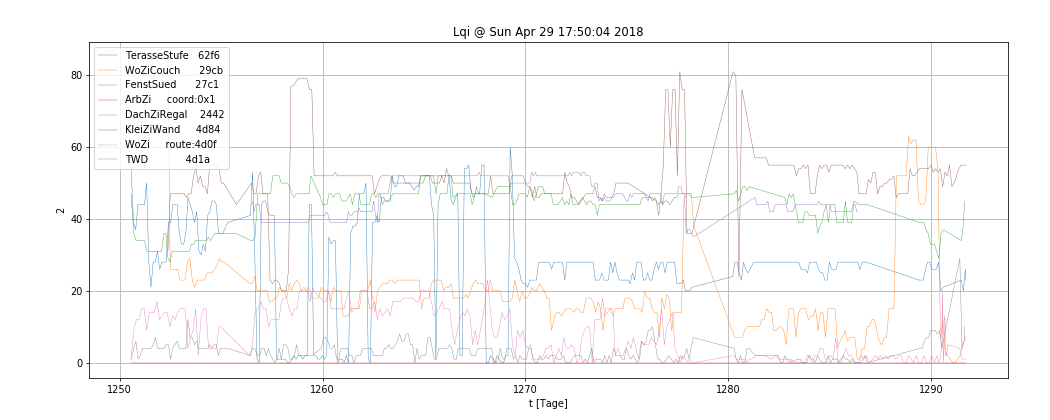 Lqi @ Sun Apr 29 17:50:04 2018
TerasseStufe 62f6
WoZiCouch 29cb
FenstSued 27c1
ArbZi coord:0x1
DachZiRegal 2442
KleiZiWand 4d84
WoZi route:4d0f
TWD 4d1a
80
60
40
20
0
2
1250 1260 1270 1280 1290
t [Tage]